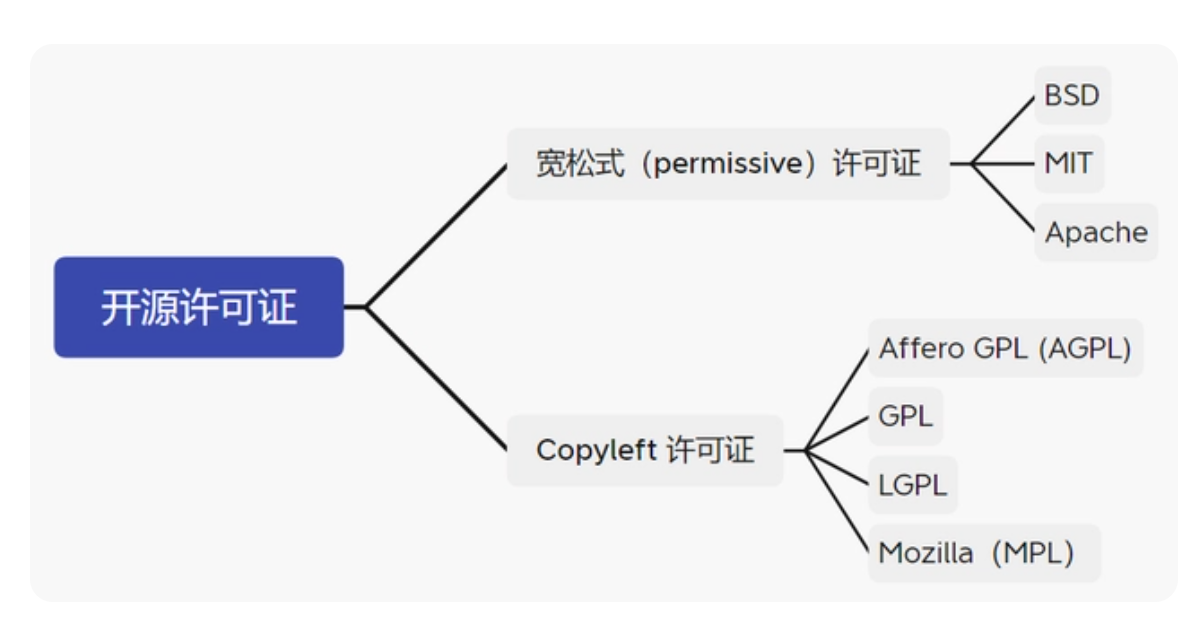 开源许可证
宽松式（permissive）许可证
BSD
MIT
Apache
Copyleft 许可证
Affero GPL (AGPL)
GPL
LGPL
Mozilla（MPL）